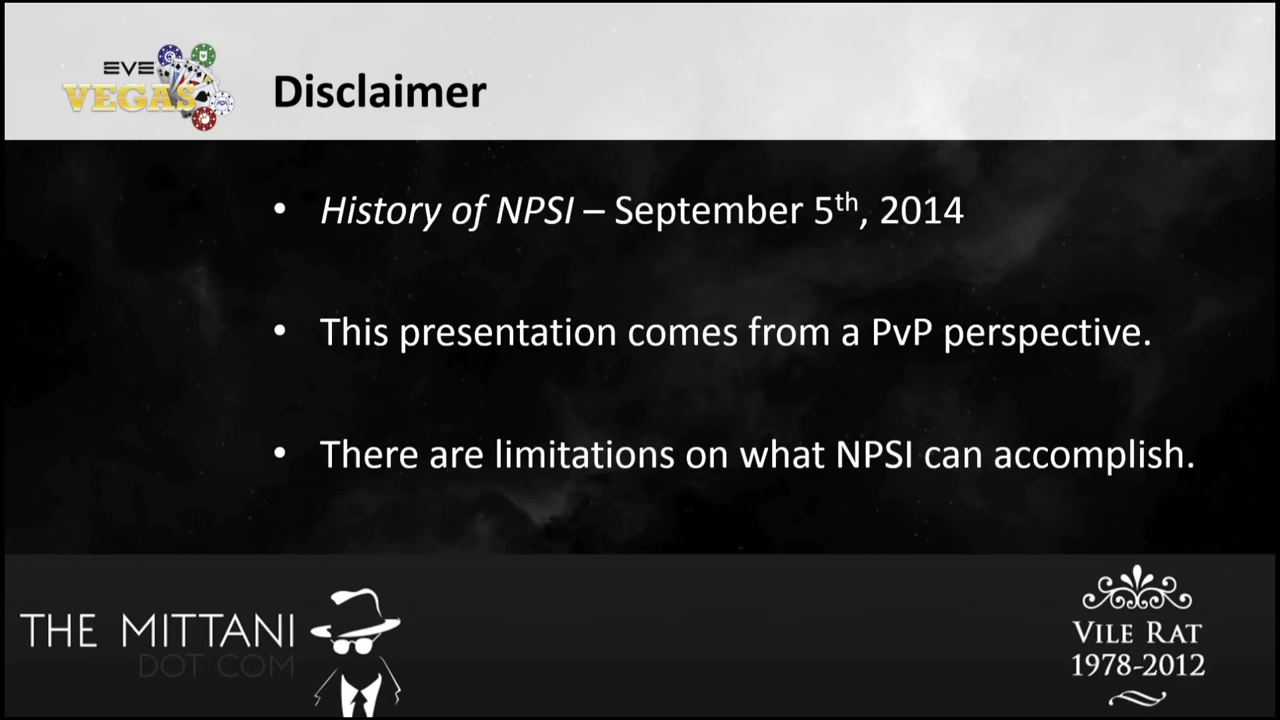 EVE
VEGAS
Disclaimer
• History of NPSI – September 5th, 2014
• This presentation comes from a PvP perspective.
• There are limitations on what NPSI can accomplish.
THE MITTANI
DOT COM
VILE RAT
1978-2012